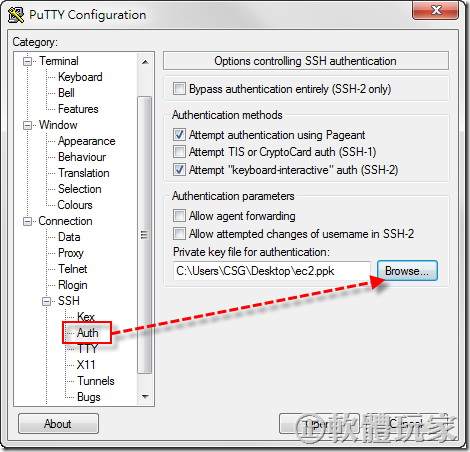 PuTTY Configuration
Category:
Terminal
Keyboard
Bell
Features
Window
Appearance
Behaviour
Translation
Selection
Colours
Connection
Data
Proxy
Telnet
Rlogin
SSH
Kex
Auth
TTY
X11
Tunnels
Bugs
Options controlling SSH authentication
Bypass authentication entirely (SSH-2 only)
Authentication methods
Attempt authentication using Pageant
Attempt TIS or CryptoCard auth (SSH-1)
Attempt "keyboard-interactive" auth (SSH-2)
Authentication parameters
Allow agent forwarding
Allow attempted changes of username in SSH-2
Private key file for authentication:
C:\Users\CSG\Desktop\ec2.ppk
Browse...
About
Open
Cancel
軟體玩家